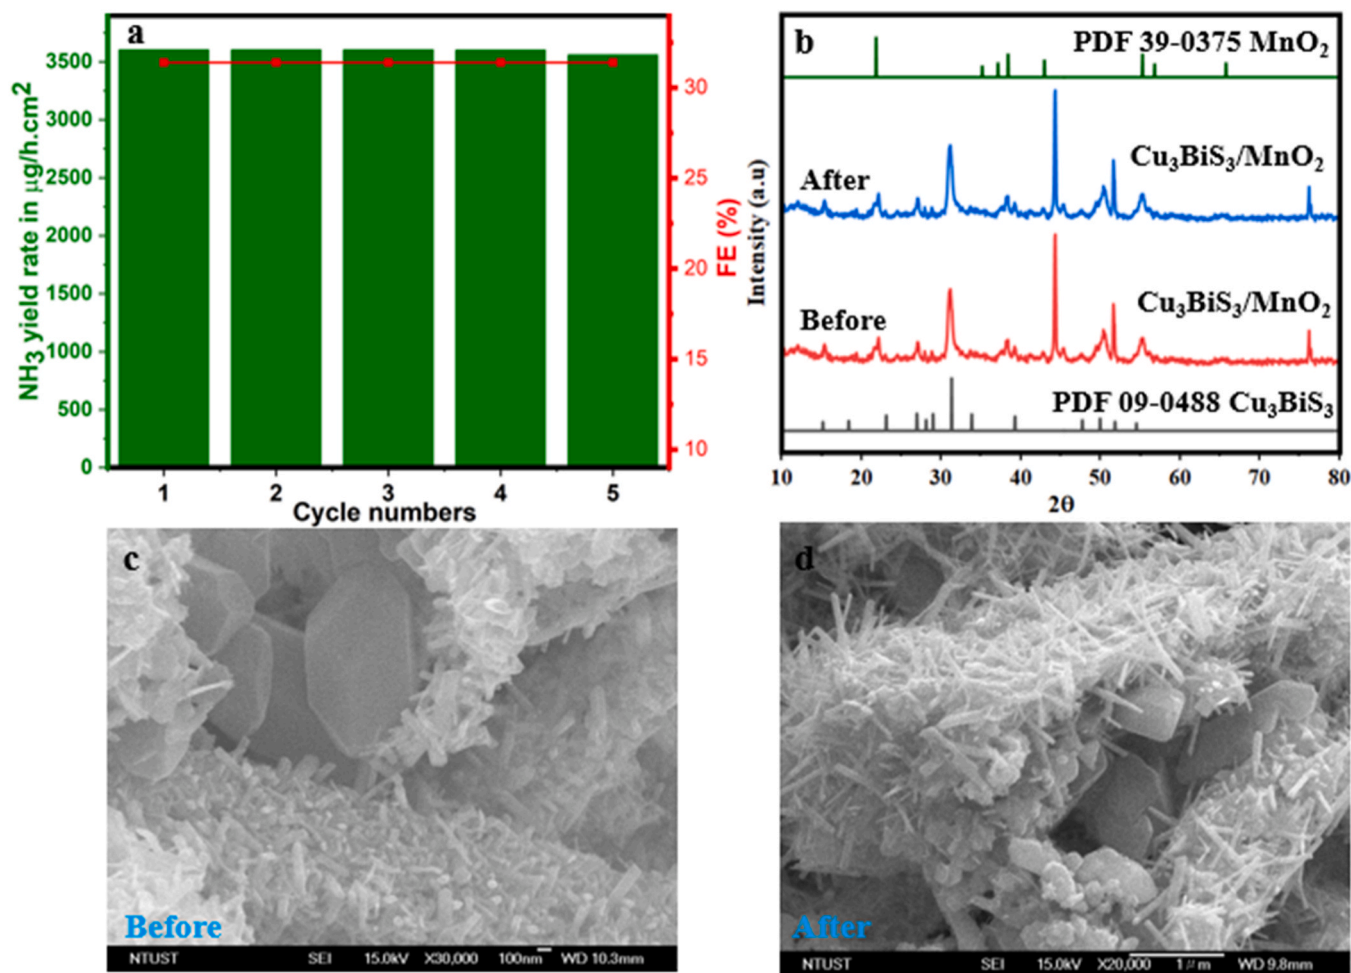 a
NH₃ yield rate in μg/h.cm²
3500
3000
2500
2000
1500
1000
500
0
30
25
20
15
10
FE (%)
1 2 3 4 5
Cycle numbers
b
PDF 39-0375 MnO₂
Cu₃BiS₃/MnO₂
After
Cu₃BiS₃/MnO₂
Before
PDF 09-0488 Cu₃BiS₃
Intensity (a.u)
10 20 30 40 50 60 70 80
2θ
c
Before
NTUST SEI 15.0kV X30,000 100nm WD 10.3mm
d
After
NTUST SEI 15.0kV X20,000 1μm WD 9.8mm